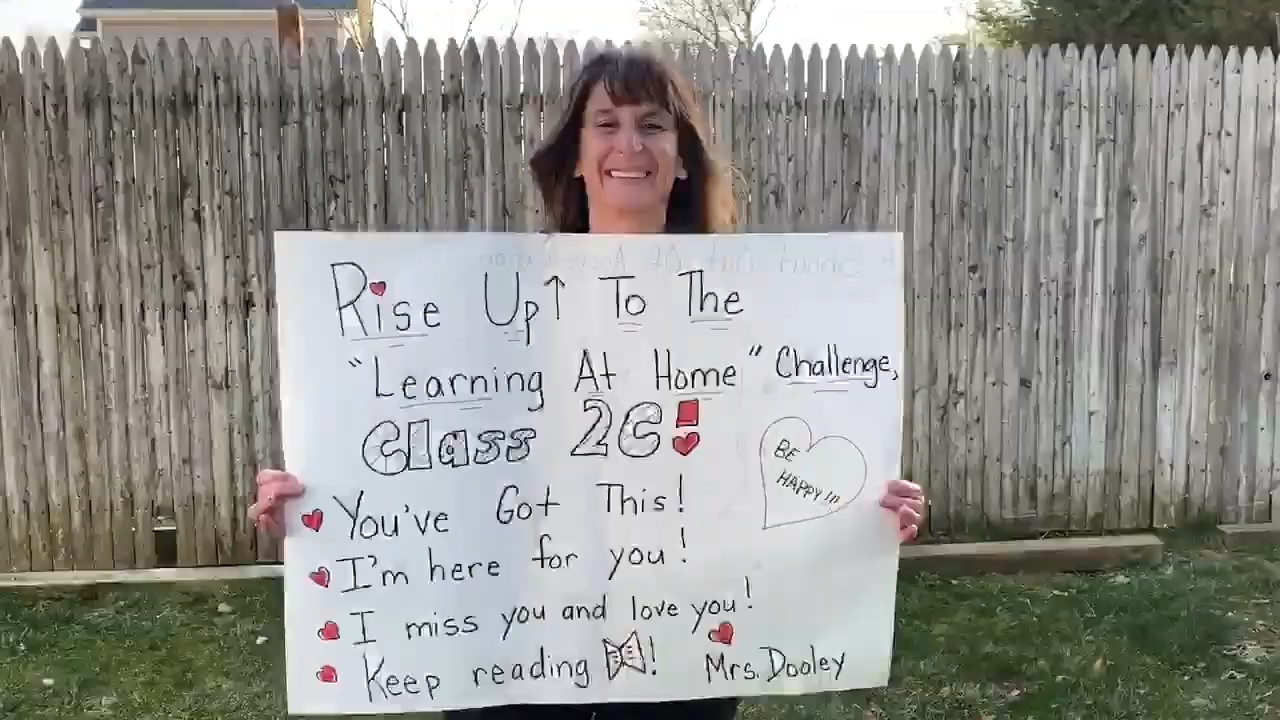 Rise Up↑ To The
"Learning At Home" Challenge,
Class 2C!
BE
HAPPY!!!
You've Got This!
I'm here for you!
I miss you and love you!
Keep reading !
Mrs. Dooley